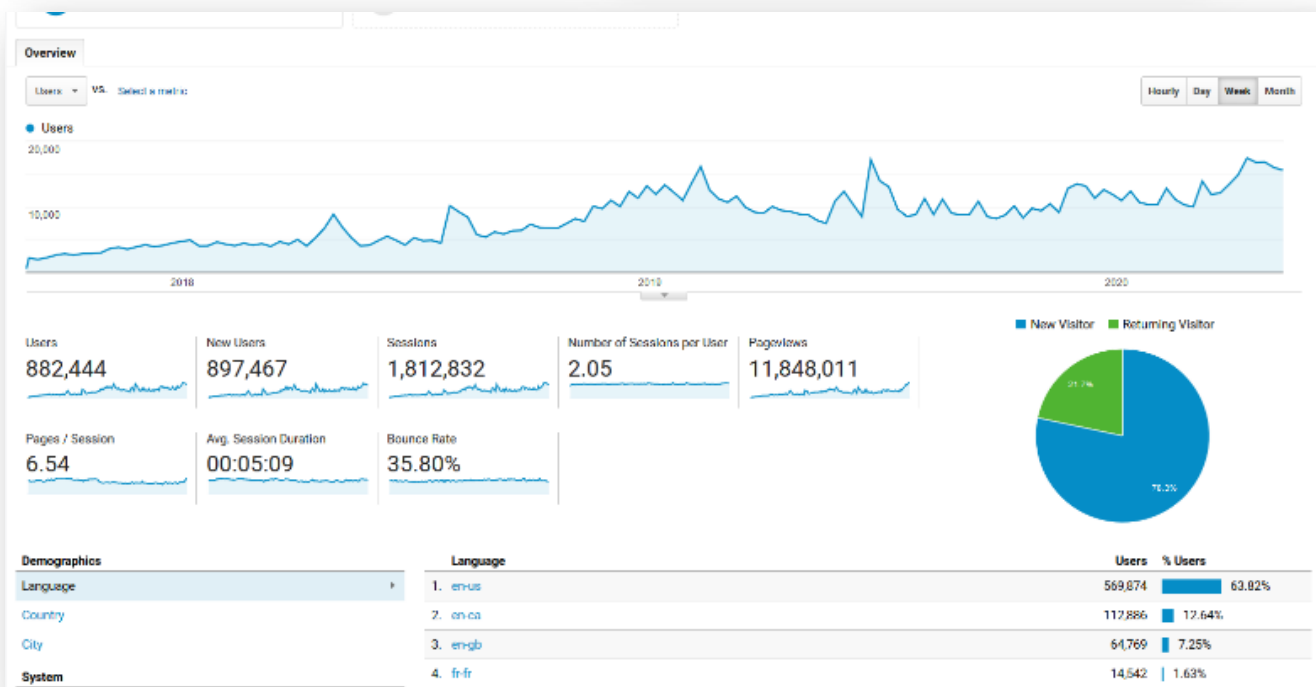 Overview
Users vs. Select a metric
Hourly Day Week Month
Users
20,000
10,000
2018 2019 2020
New Visitor Returning Visitor
Users New Users Sessions Number of Sessions per User Pageviews
882,444 897,467 1,812,832 2.05 11,848,011
21.7%
Pages / Session Avg. Session Duration Bounce Rate
6.54 00:05:09 35.80%
78.3%
Demographics Language Users % Users
Language 1. en-us 569,874 63.82%
Country 2. en-ca 112,886 12.64%
City 3. en-gb 64,769 7.25%
System 4. fr-fr 14,542 1.63%